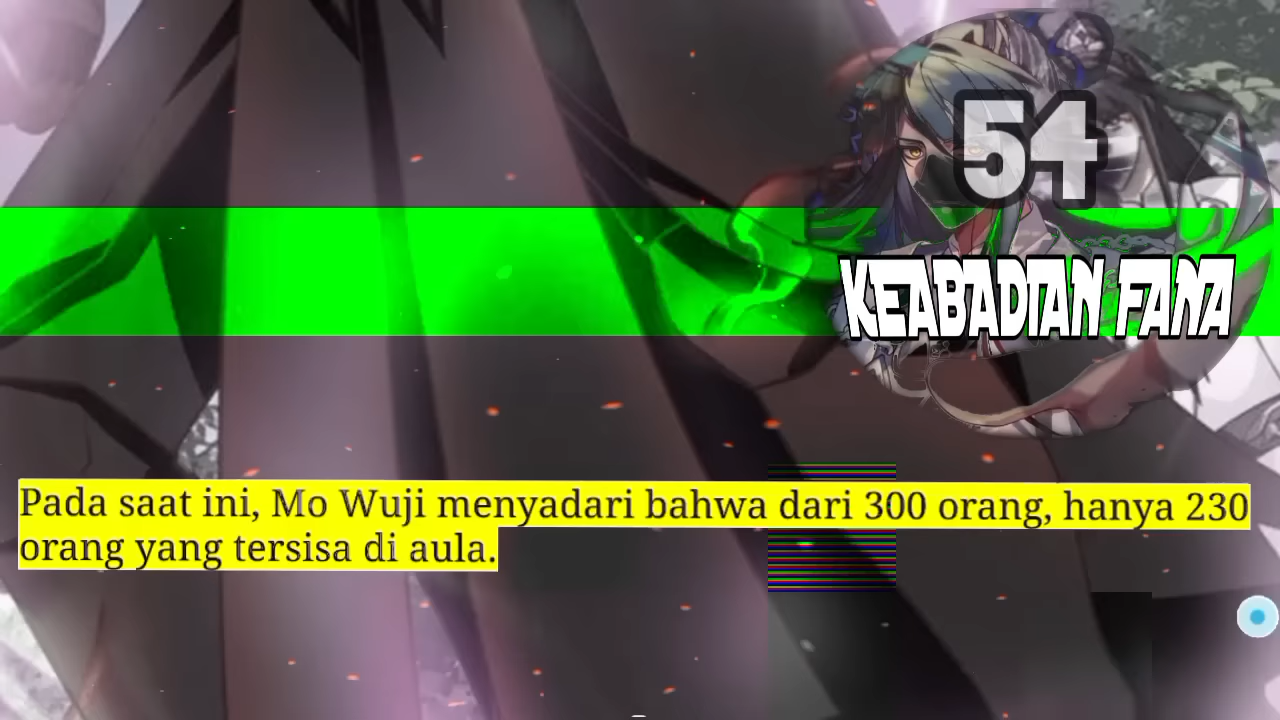 54
KEABADIAN FANA
Pada saat ini, Mo Wuji menyadari bahwa dari 300 orang, hanya 230
orang yang tersisa di aula.